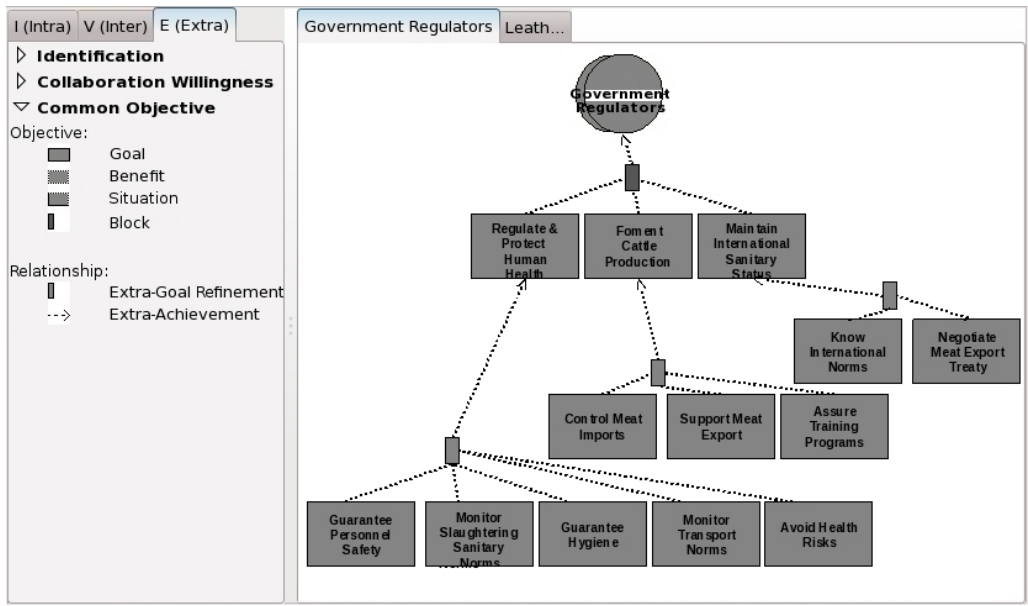 I (Intra) V (Inter) E (Extra)
Identification
Collaboration Willingness
Common Objective
Objective:
Goal
Benefit
Situation
Block
Relationship:
Extra-Goal Refinement
Extra-Achievement
Government Regulators Leath...
Government
Regulators
Regulate &
Protect
Human
Health
Foment
Cattle
Production
Maintain
International
Sanitary
Status
Know
International
Norms
Negotiate
Meat Export
Treaty
Control Meat
Imports
Support Meat
Export
Assure
Training
Programs
Guarantee
Personnel
Safety
Monitor
Slaughtering
Sanitary
Norms
Guarantee
Hygiene
Monitor
Transport
Norms
Avoid Health
Risks